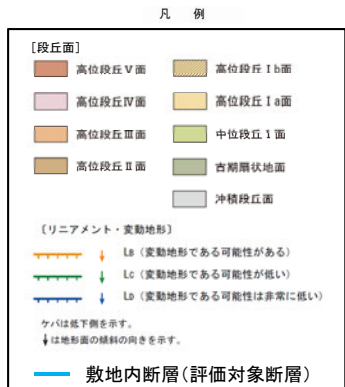 凡 例
［段丘面］
高位段丘Ⅴ面
高位段丘Ⅰb面
高位段丘Ⅳ面
高位段丘Ⅰa面
高位段丘Ⅲ面
中位段丘1面
高位段丘Ⅱ面
古期扇状地面
沖積段丘面
〔リニアメント・変動地形〕
LB（変動地形である可能性がある）
LC（変動地形である可能性が低い）
LD（変動地形である可能性は非常に低い）
ケバは低下側を示す。
↓は地形面の傾斜の向きを示す。
敷地内断層（評価対象断層）